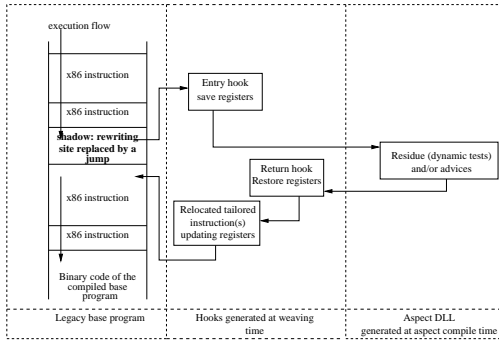 execution flow
x86 instruction
x86 instruction
shadow: rewriting
site replaced by a
jump
x86 instruction
x86 instruction
Binary code of the
compiled base
program
Legacy base program
Entry hook
save registers
Return hook
Restore registers
Relocated tailored
instruction(s)
updating registers
Hooks generated at weaving
time
Residue (dynamic tests)
and/or advices
Aspect DLL
generated at aspect compile time